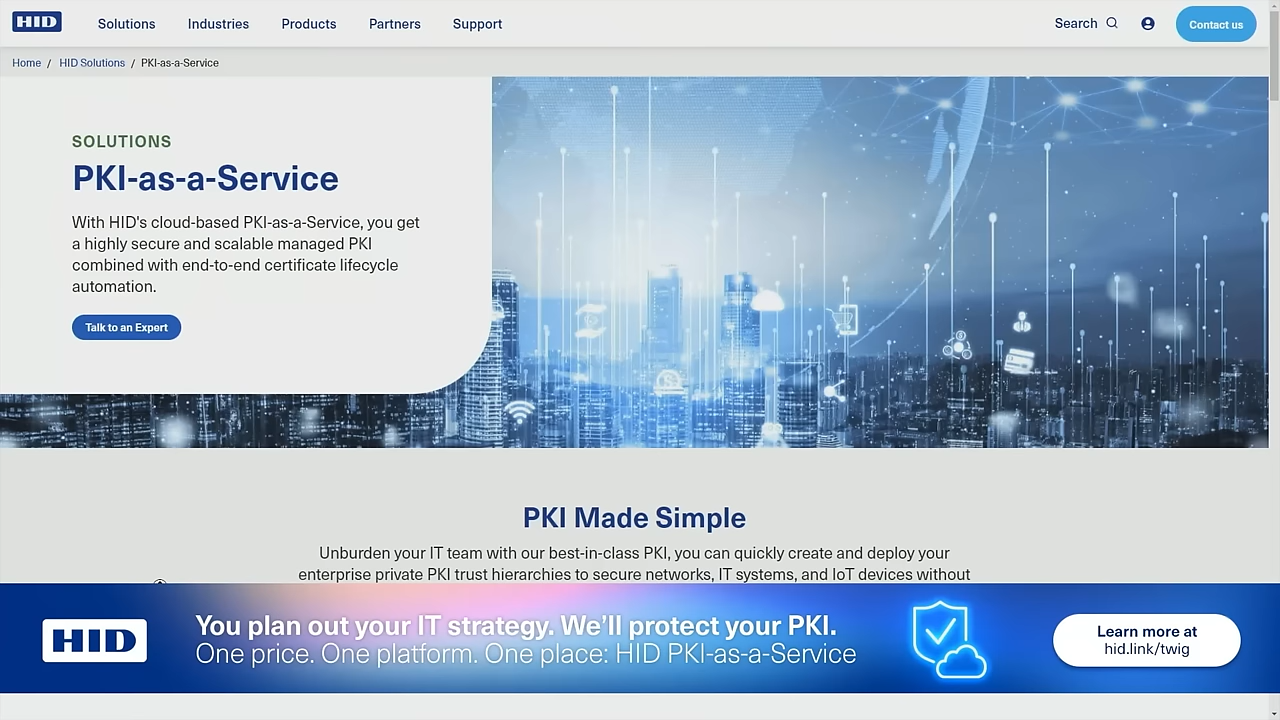 HID
Solutions
Industries
Products
Partners
Support
Search
Contact us
Home / HID Solutions / PKI-as-a-Service
SOLUTIONS
PKI-as-a-Service
With HID's cloud-based PKI-as-a-Service, you get
a highly secure and scalable managed PKI
combined with end-to-end certificate lifecycle
automation.
Talk to an Expert
PKI Made Simple
Unburden your IT team with our best-in-class PKI, you can quickly create and deploy your
enterprise private PKI trust hierarchies to secure networks, IT systems, and IoT devices without
HID
You plan out your IT strategy. We'll protect your PKI.
One price. One platform. One place: HID PKI-as-a-Service
Learn more at
hid.link/twig